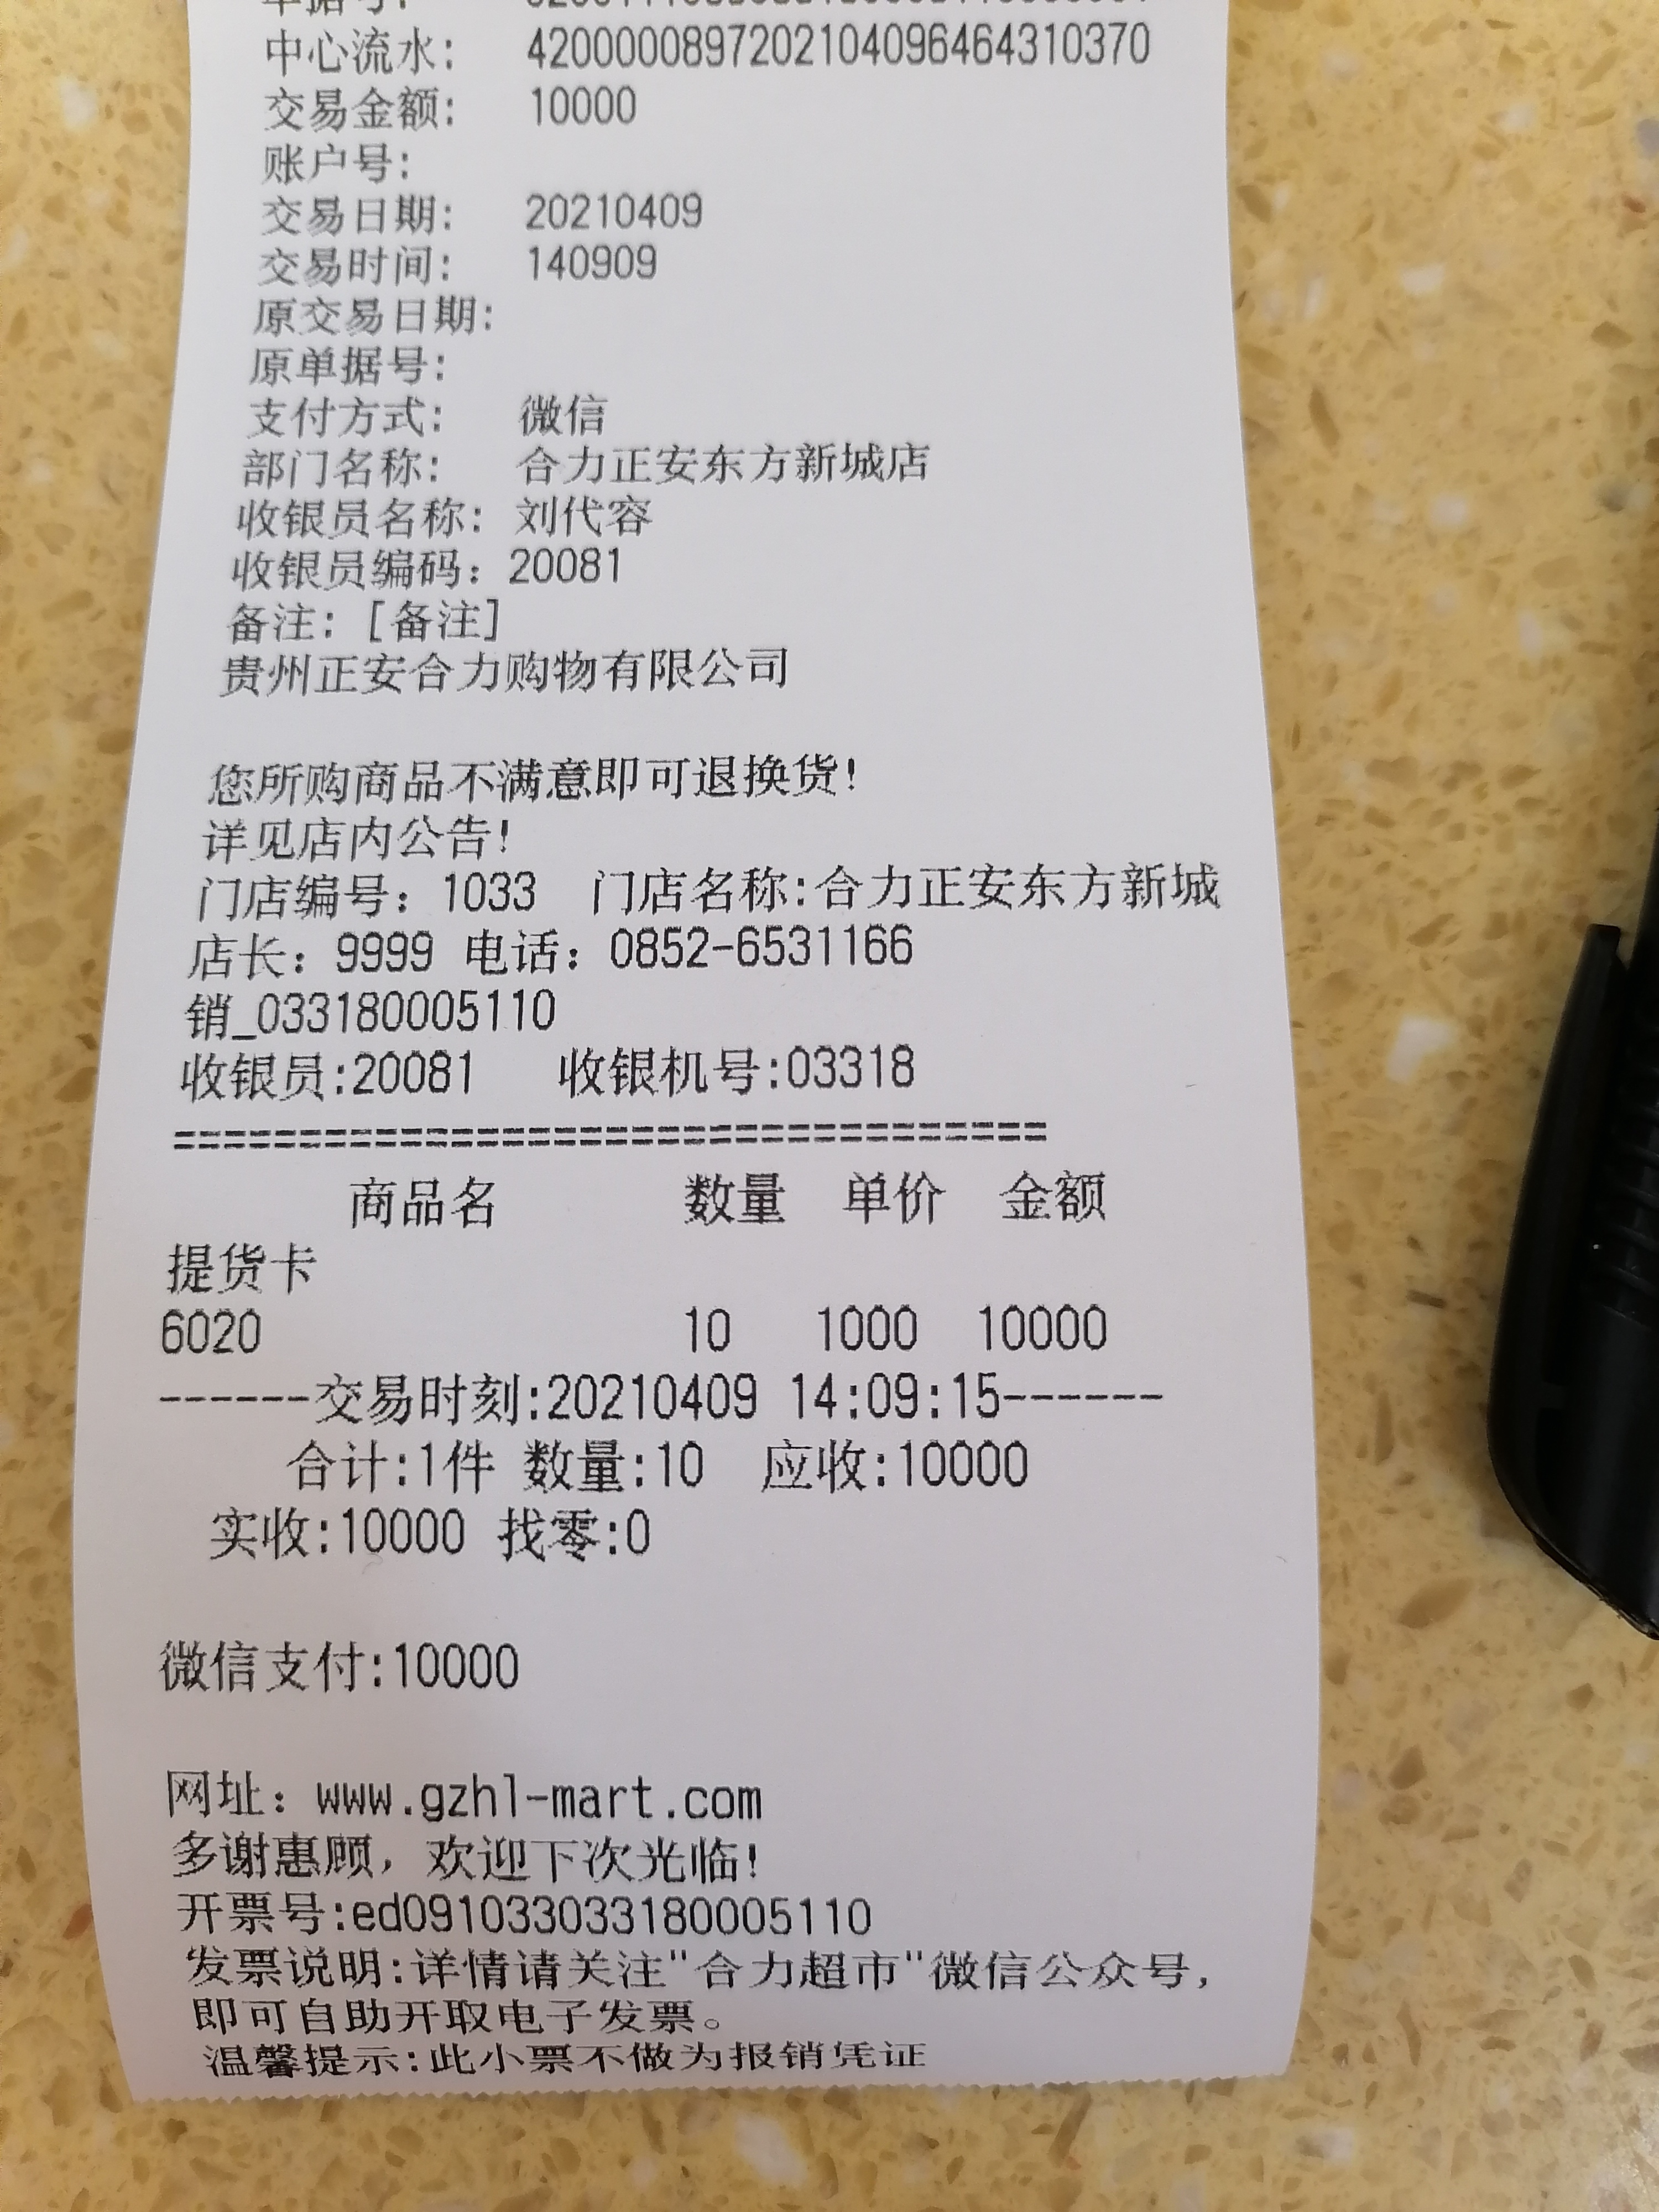 中心流水: 4200000897202104096464310370
交易金额: 10000
账户号:
交易日期: 20210409
交易时间: 140909
原交易日期:
原单据号:
支付方式: 微信
部门名称: 合力正安东方新城店
收银员名称: 刘代容
收银员编码: 20081
备注: [备注]
贵州正安合力购物有限公司
您所购商品不满意即可退换货!
详见店内公告!
门店编号: 1033 门店名称:合力正安东方新城
店长: 9999 电话: 0852-6531166
销_033180005110
收银员:20081 收银机号:03318
==================================
商品名 数量 单价 金额
提货卡
6020 10 1000 10000
------交易时刻:20210409 14:09:15------
合计:1件 数量:10 应收:10000
实收:10000 找零:0
微信支付:10000
网址: www.gzhl-mart.com
多谢惠顾, 欢迎下次光临!
开票号:ed091033033180005110
发票说明:详情请关注"合力超市"微信公众号,
即可自助开取电子发票。
温馨提示:此小票不做为报销凭证